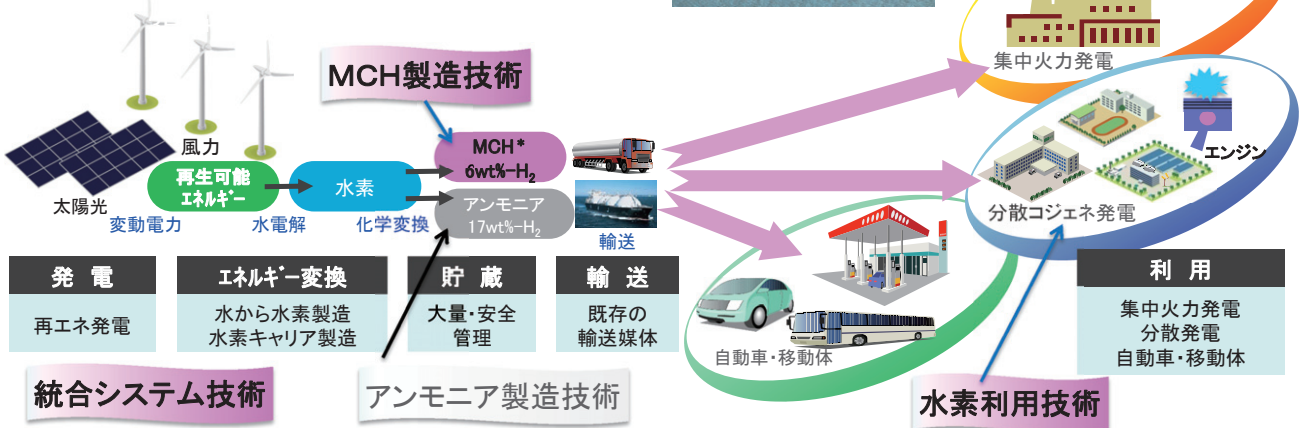 集中火力発電
MCH製造技術
エンジン
風力
MCH*
6wt%-H₂
再生可能
エネルギー
水素
アンモニア
17wt%-H₂
太陽光
変動電力
水電解
化学変換
輸送
分散コジェネ発電
発 電
エネルギー変換
貯 蔵
輸 送
利 用
再エネ発電
水から水素製造
水素キャリア製造
大量・安全
管理
既存の
輸送媒体
集中火力発電
分散発電
自動車・移動体
自動車・移動体
統合システム技術
アンモニア製造技術
水素利用技術